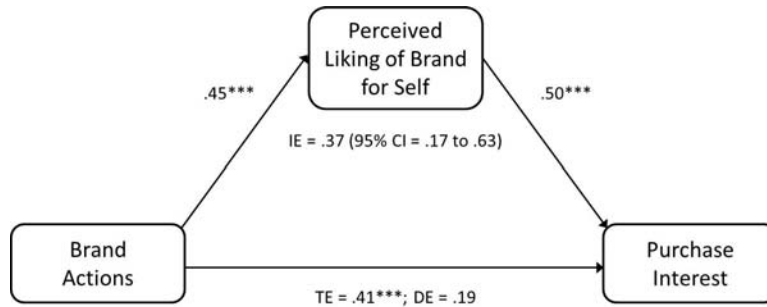 Perceived
Liking of Brand
for Self
.45***
.50***
IE = .37 (95% CI = .17 to .63)
Brand
Actions
Purchase
Interest
TE = .41***; DE = .19